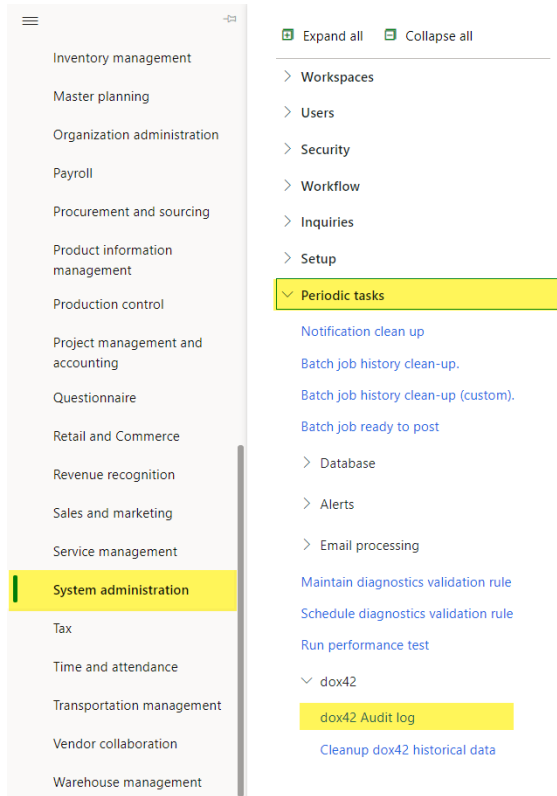 Inventory management
Master planning
Organization administration
Payroll
Procurement and sourcing
Product information
management
Production control
Project management and
accounting
Questionnaire
Retail and Commerce
Revenue recognition
Sales and marketing
Service management
System administration
Tax
Time and attendance
Transportation management
Vendor collaboration
Warehouse management
Expand all
Collapse all
Workspaces
Users
Security
Workflow
Inquiries
Setup
Periodic tasks
Notification clean up
Batch job history clean-up.
Batch job history clean-up (custom).
Batch job ready to post
Database
Alerts
Email processing
Maintain diagnostics validation rule
Schedule diagnostics validation rule
Run performance test
dox42
dox42 Audit log
Cleanup dox42 historical data